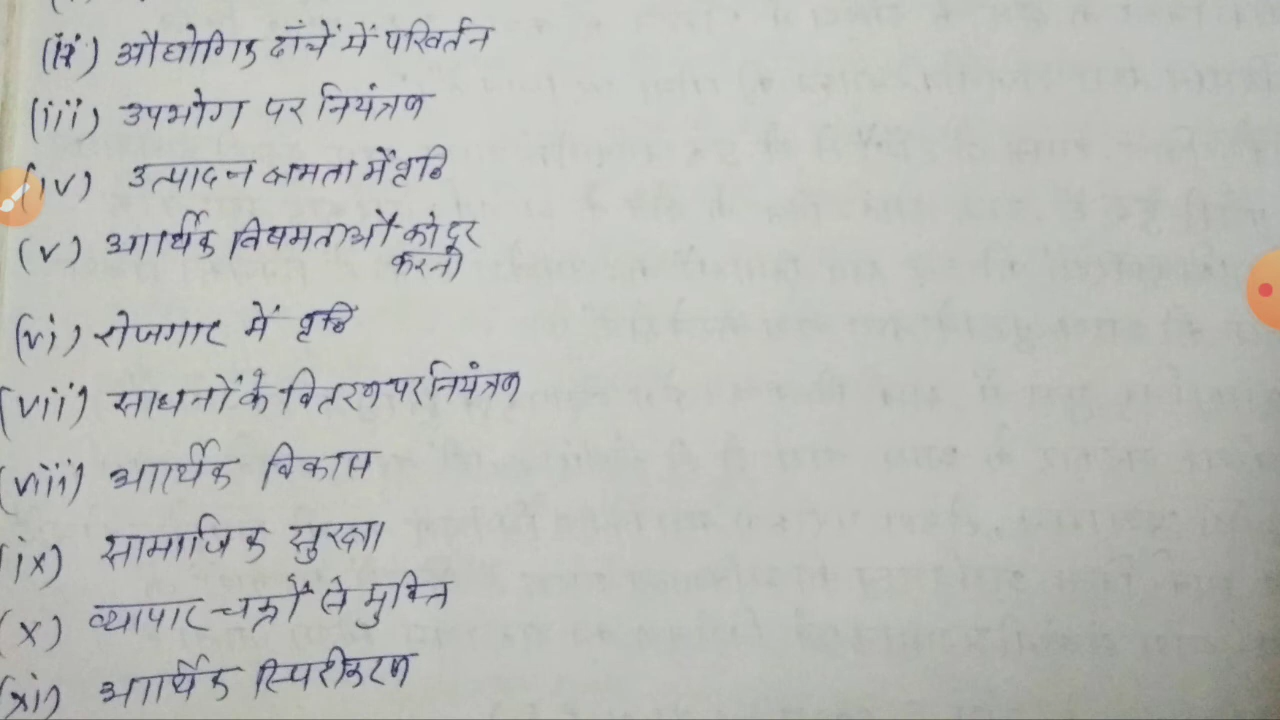 (ii) औद्योगिक ढाँचें में परिवर्तन
(iii) उपभोग पर नियंत्रण
(iv) उत्पादन क्षमता में वृद्धि
(v) आर्थिक विषमताओं को दूर
करना
(vi) रोजगार में वृद्धि
(vii) साधनों के वितरण पर नियंत्रण
(viii) आर्थिक विकास
(ix) सामाजिक सुरक्षा
(x) व्यापार चक्रों से मुक्ति
(xi) आर्थिक स्थिरीकरण